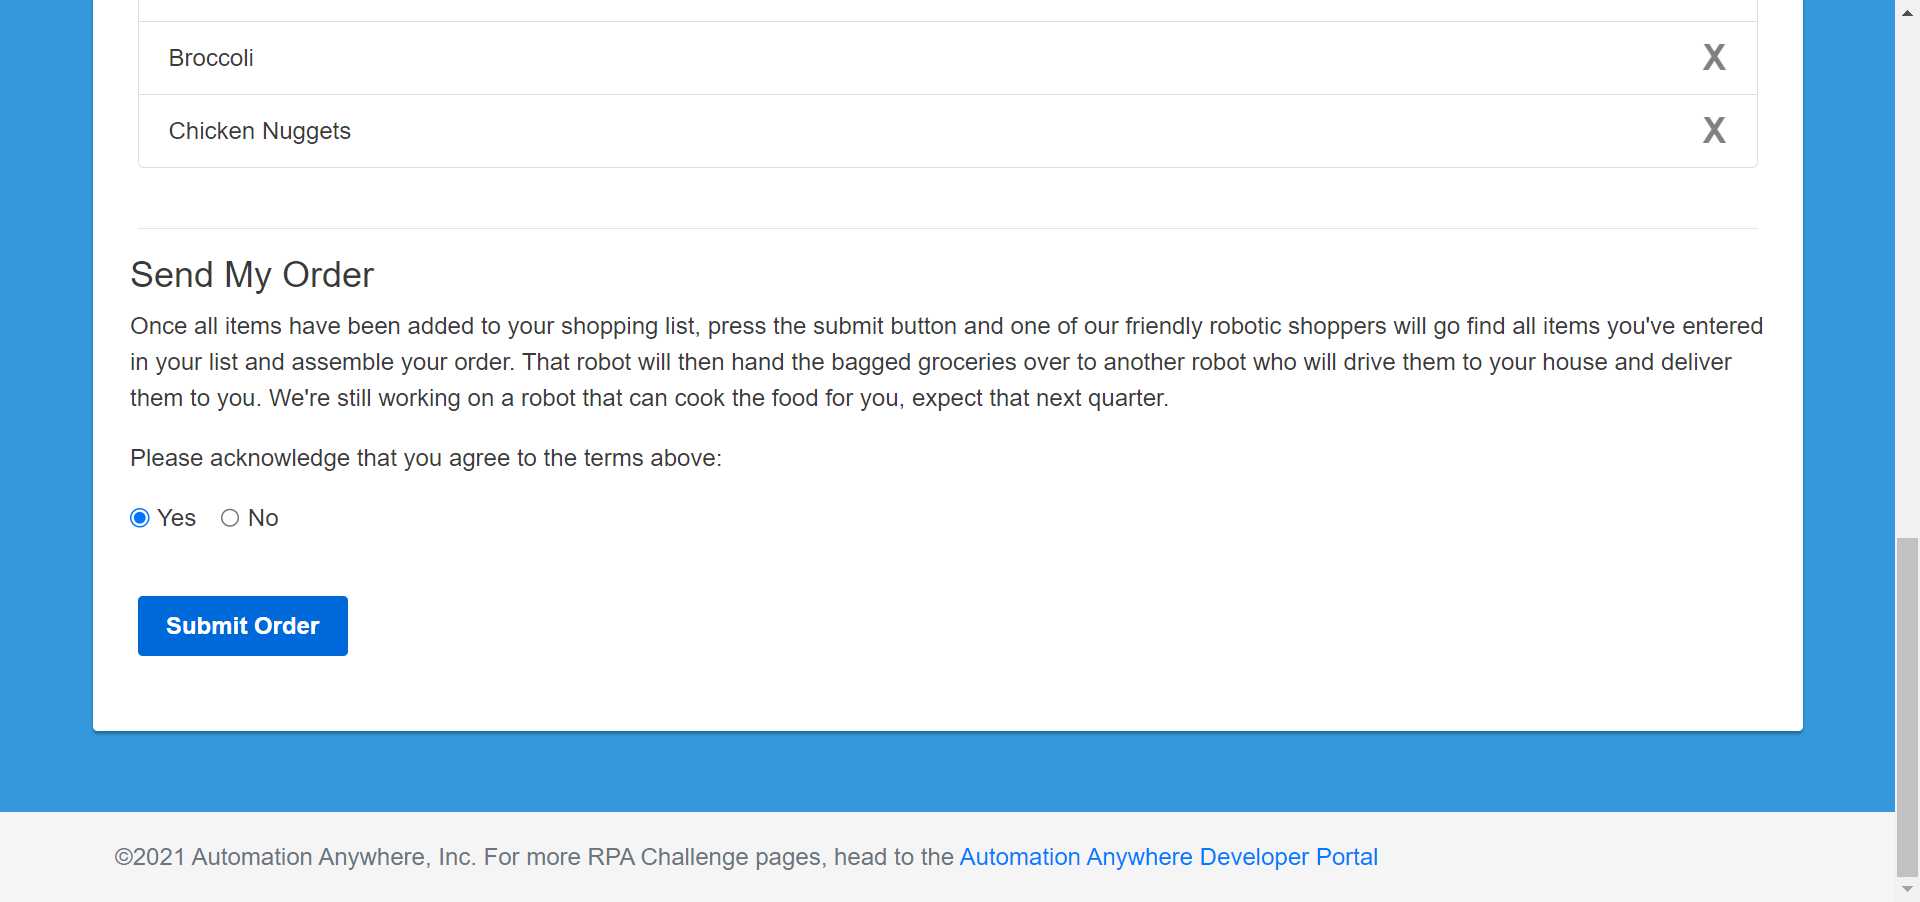 Broccoli X
Chicken Nuggets X
Send My Order
Once all items have been added to your shopping list, press the submit button and one of our friendly robotic shoppers will go find all items you've entered
in your list and assemble your order. That robot will then hand the bagged groceries over to another robot who will drive them to your house and deliver
them to you. We're still working on a robot that can cook the food for you, expect that next quarter.
Please acknowledge that you agree to the terms above:
Yes No
Submit Order
©2021 Automation Anywhere, Inc. For more RPA Challenge pages, head to the Automation Anywhere Developer Portal